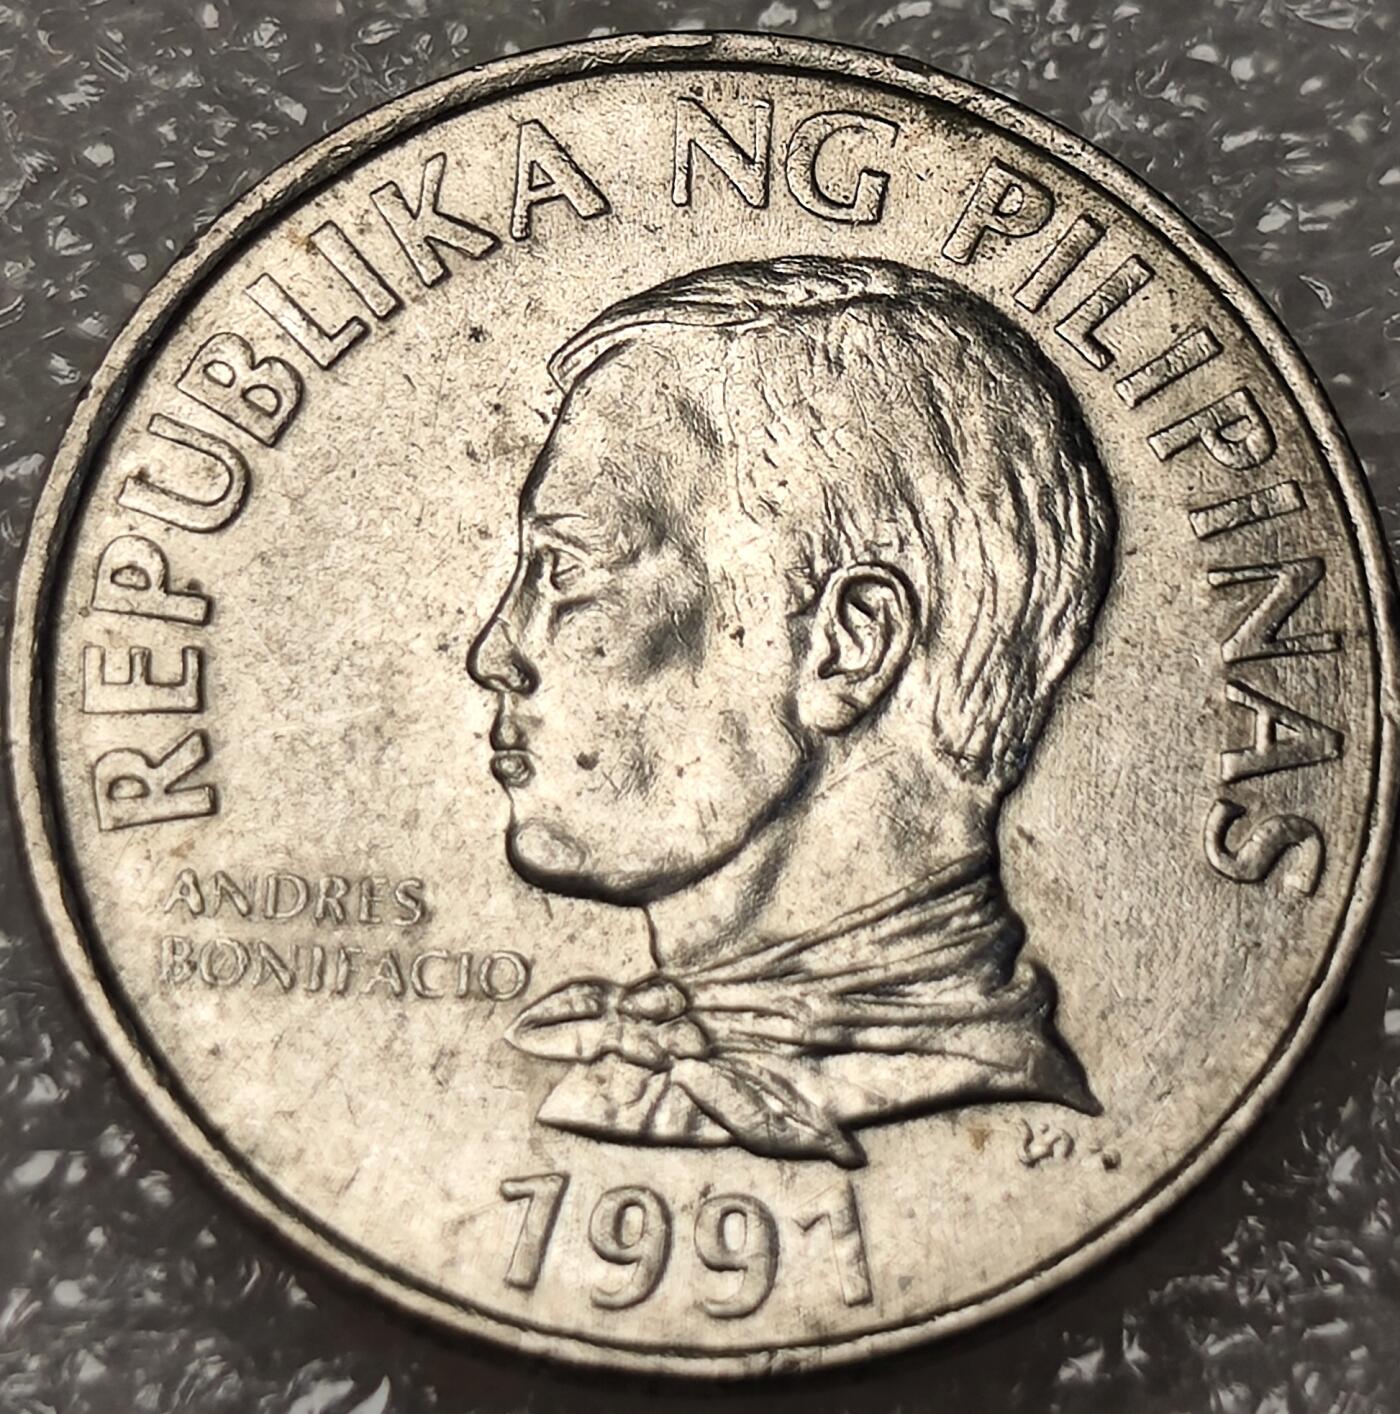 REPUBLIKA NG PILIPINAS
ANDRES
BONIFACIO
1991